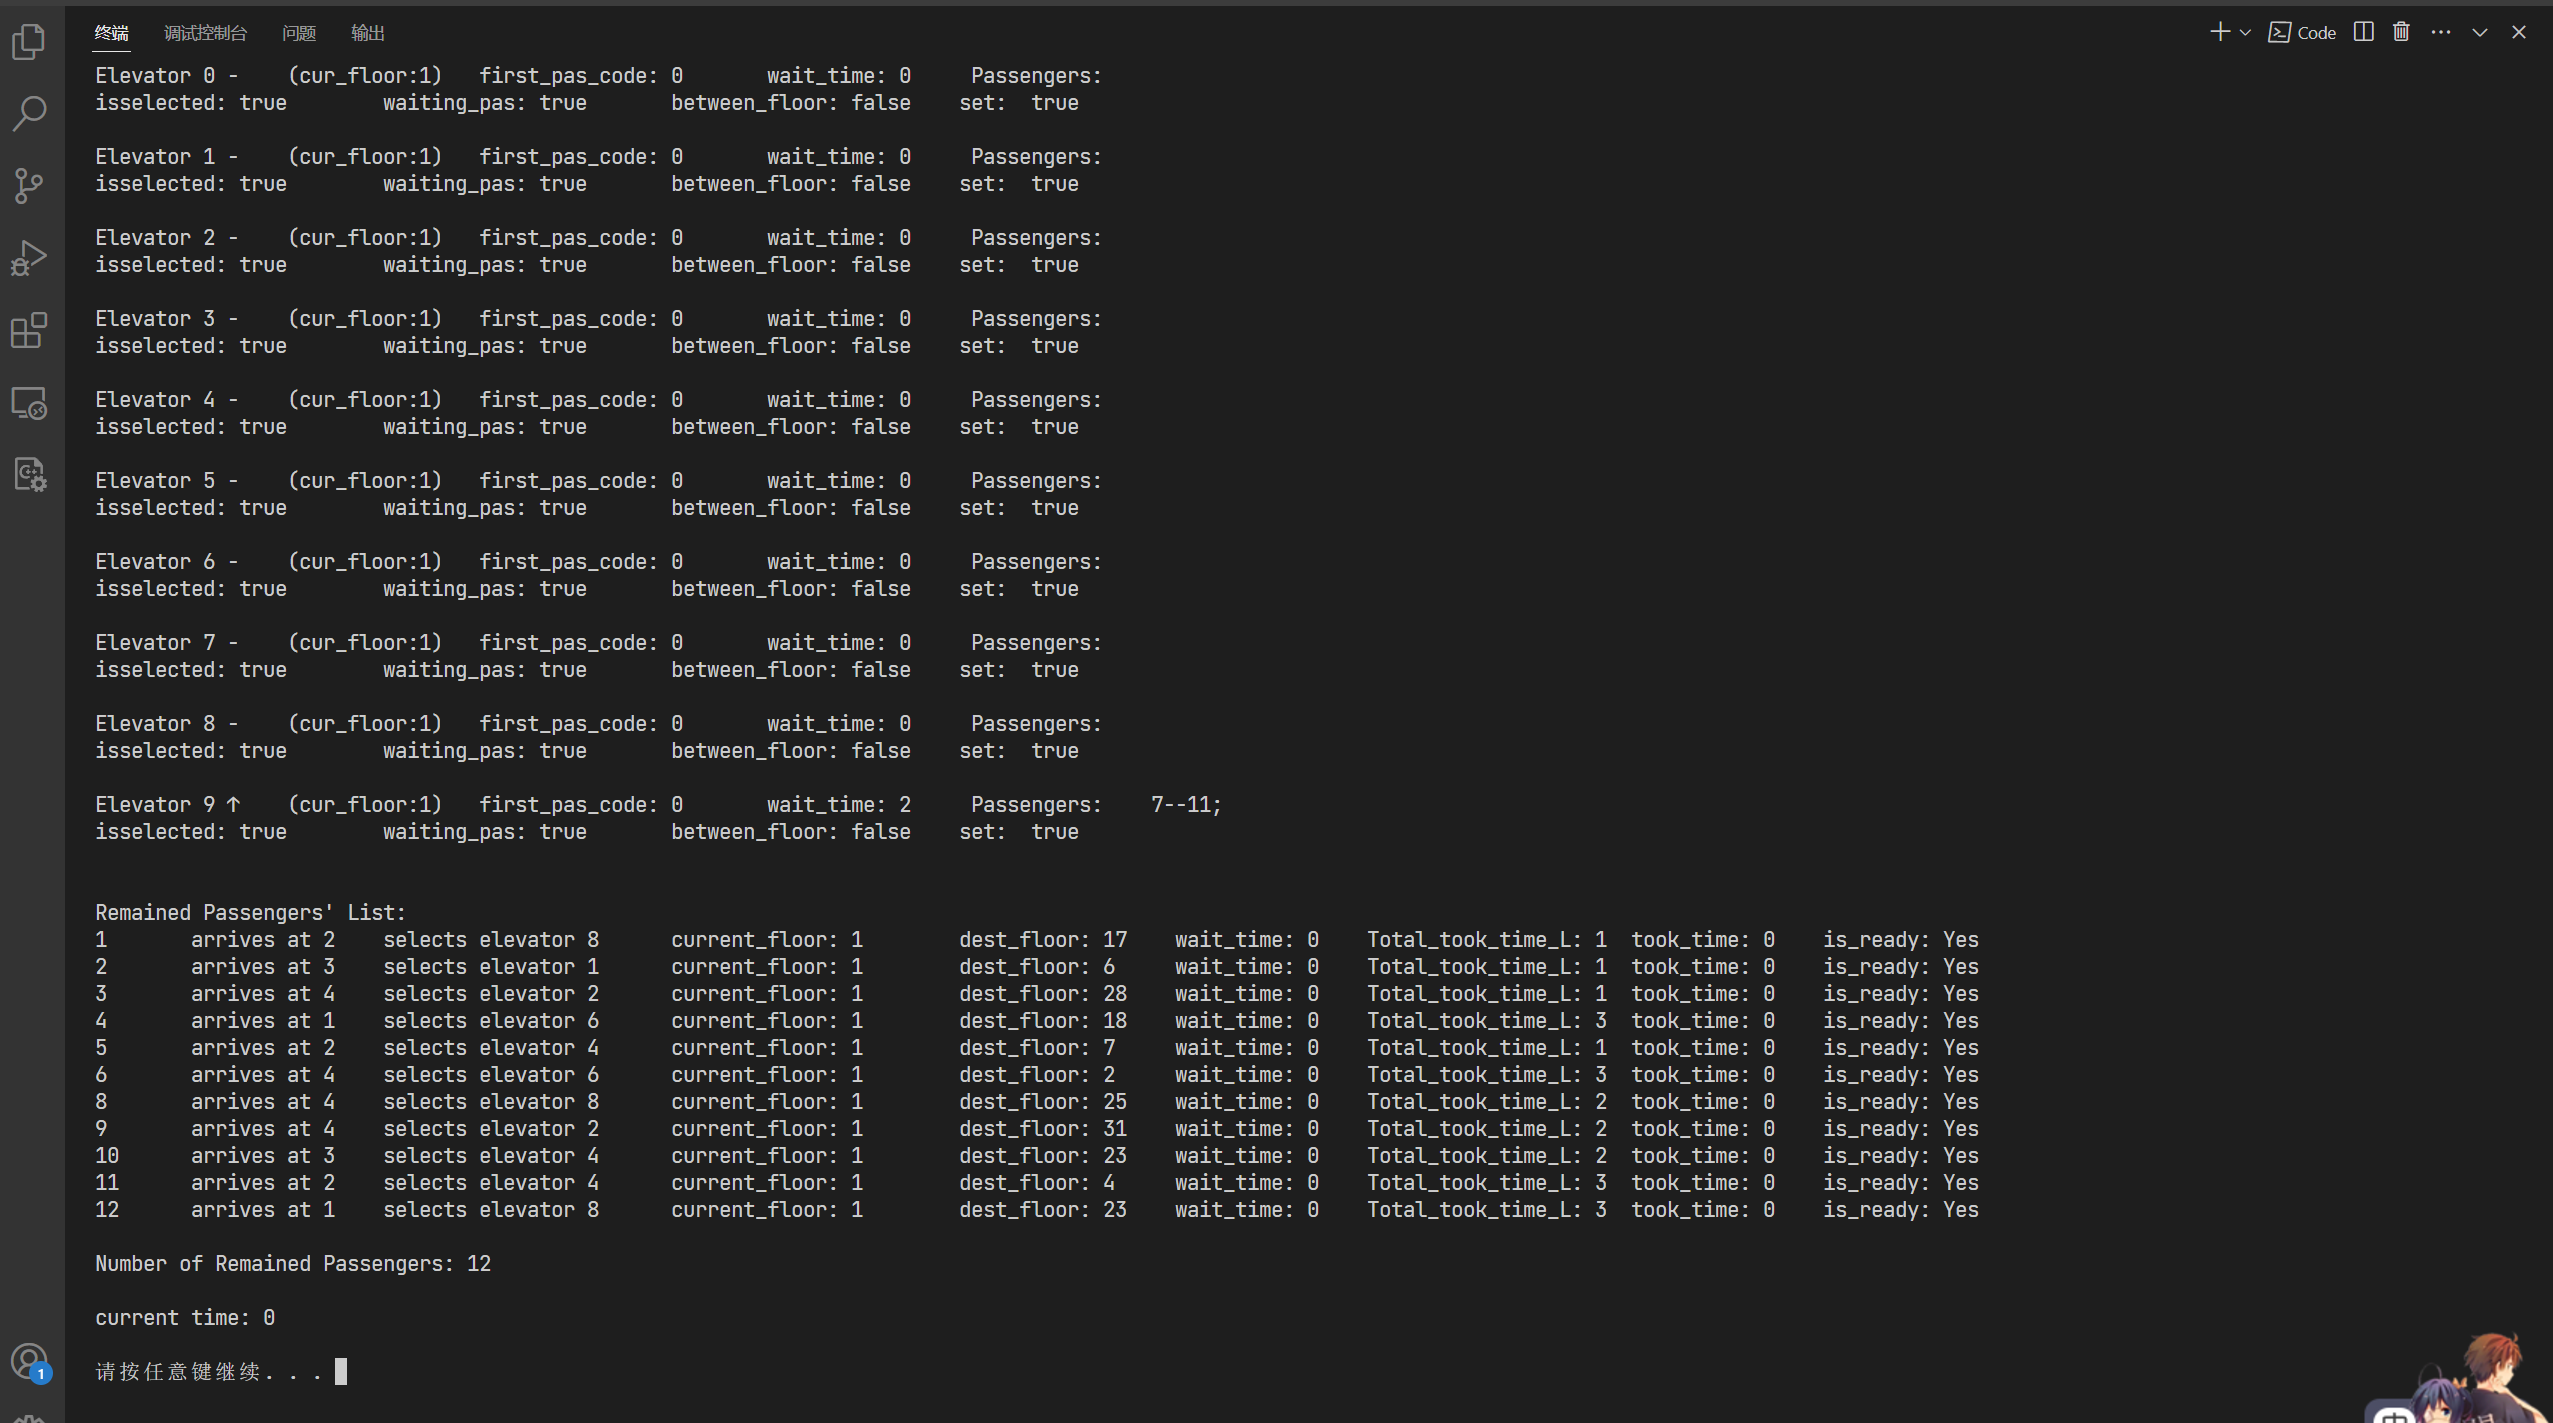 终端 调试控制台 问题 输出 Code
Elevator 0 - (cur_floor:1) first_pas_code: 0 wait_time: 0 Passengers:
isselected: true waiting_pas: true between_floor: false set: true
Elevator 1 - (cur_floor:1) first_pas_code: 0 wait_time: 0 Passengers:
isselected: true waiting_pas: true between_floor: false set: true
Elevator 2 - (cur_floor:1) first_pas_code: 0 wait_time: 0 Passengers:
isselected: true waiting_pas: true between_floor: false set: true
Elevator 3 - (cur_floor:1) first_pas_code: 0 wait_time: 0 Passengers:
isselected: true waiting_pas: true between_floor: false set: true
Elevator 4 - (cur_floor:1) first_pas_code: 0 wait_time: 0 Passengers:
isselected: true waiting_pas: true between_floor: false set: true
Elevator 5 - (cur_floor:1) first_pas_code: 0 wait_time: 0 Passengers:
isselected: true waiting_pas: true between_floor: false set: true
Elevator 6 - (cur_floor:1) first_pas_code: 0 wait_time: 0 Passengers:
isselected: true waiting_pas: true between_floor: false set: true
Elevator 7 - (cur_floor:1) first_pas_code: 0 wait_time: 0 Passengers:
isselected: true waiting_pas: true between_floor: false set: true
Elevator 8 - (cur_floor:1) first_pas_code: 0 wait_time: 0 Passengers:
isselected: true waiting_pas: true between_floor: false set: true
Elevator 9 ↑ (cur_floor:1) first_pas_code: 0 wait_time: 2 Passengers: 7--11;
isselected: true waiting_pas: true between_floor: false set: true
Remained Passengers' List:
1 arrives at 2 selects elevator 8 current_floor: 1 dest_floor: 17 wait_time: 0 Total_took_time_L: 1 took_time: 0 is_ready: Yes
2 arrives at 3 selects elevator 1 current_floor: 1 dest_floor: 6 wait_time: 0 Total_took_time_L: 1 took_time: 0 is_ready: Yes
3 arrives at 4 selects elevator 2 current_floor: 1 dest_floor: 28 wait_time: 0 Total_took_time_L: 1 took_time: 0 is_ready: Yes
4 arrives at 1 selects elevator 6 current_floor: 1 dest_floor: 18 wait_time: 0 Total_took_time_L: 3 took_time: 0 is_ready: Yes
5 arrives at 2 selects elevator 4 current_floor: 1 dest_floor: 7 wait_time: 0 Total_took_time_L: 1 took_time: 0 is_ready: Yes
6 arrives at 4 selects elevator 6 current_floor: 1 dest_floor: 2 wait_time: 0 Total_took_time_L: 3 took_time: 0 is_ready: Yes
8 arrives at 4 selects elevator 8 current_floor: 1 dest_floor: 25 wait_time: 0 Total_took_time_L: 2 took_time: 0 is_ready: Yes
9 arrives at 4 selects elevator 2 current_floor: 1 dest_floor: 31 wait_time: 0 Total_took_time_L: 2 took_time: 0 is_ready: Yes
10 arrives at 3 selects elevator 4 current_floor: 1 dest_floor: 23 wait_time: 0 Total_took_time_L: 2 took_time: 0 is_ready: Yes
11 arrives at 2 selects elevator 4 current_floor: 1 dest_floor: 4 wait_time: 0 Total_took_time_L: 3 took_time: 0 is_ready: Yes
12 arrives at 1 selects elevator 8 current_floor: 1 dest_floor: 23 wait_time: 0 Total_took_time_L: 3 took_time: 0 is_ready: Yes
Number of Remained Passengers: 12
current time: 0
1
请按任意键继续. . .